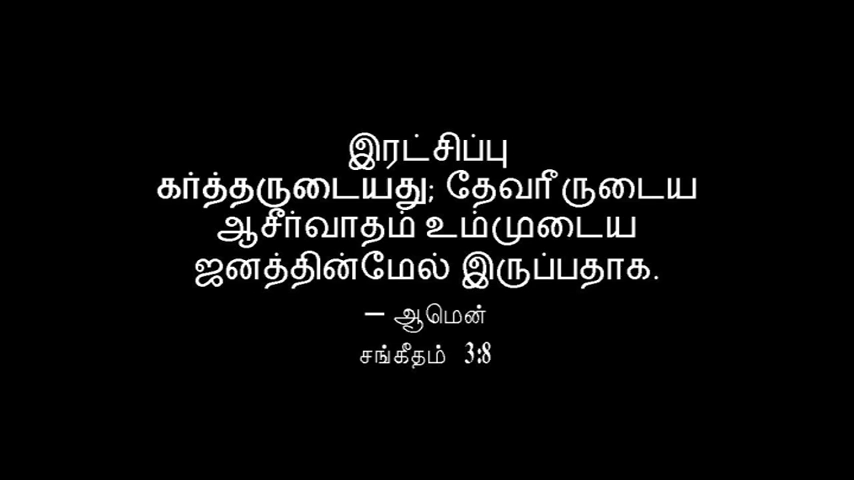 இரட்சிப்பு
கர்த்தருடையது; தேவரீருடைய
ஆசீர்வாதம் உம்முடைய
ஜனத்தின்மேல் இருப்பதாக.
– ஆமென்
சங்கீதம் 3:8